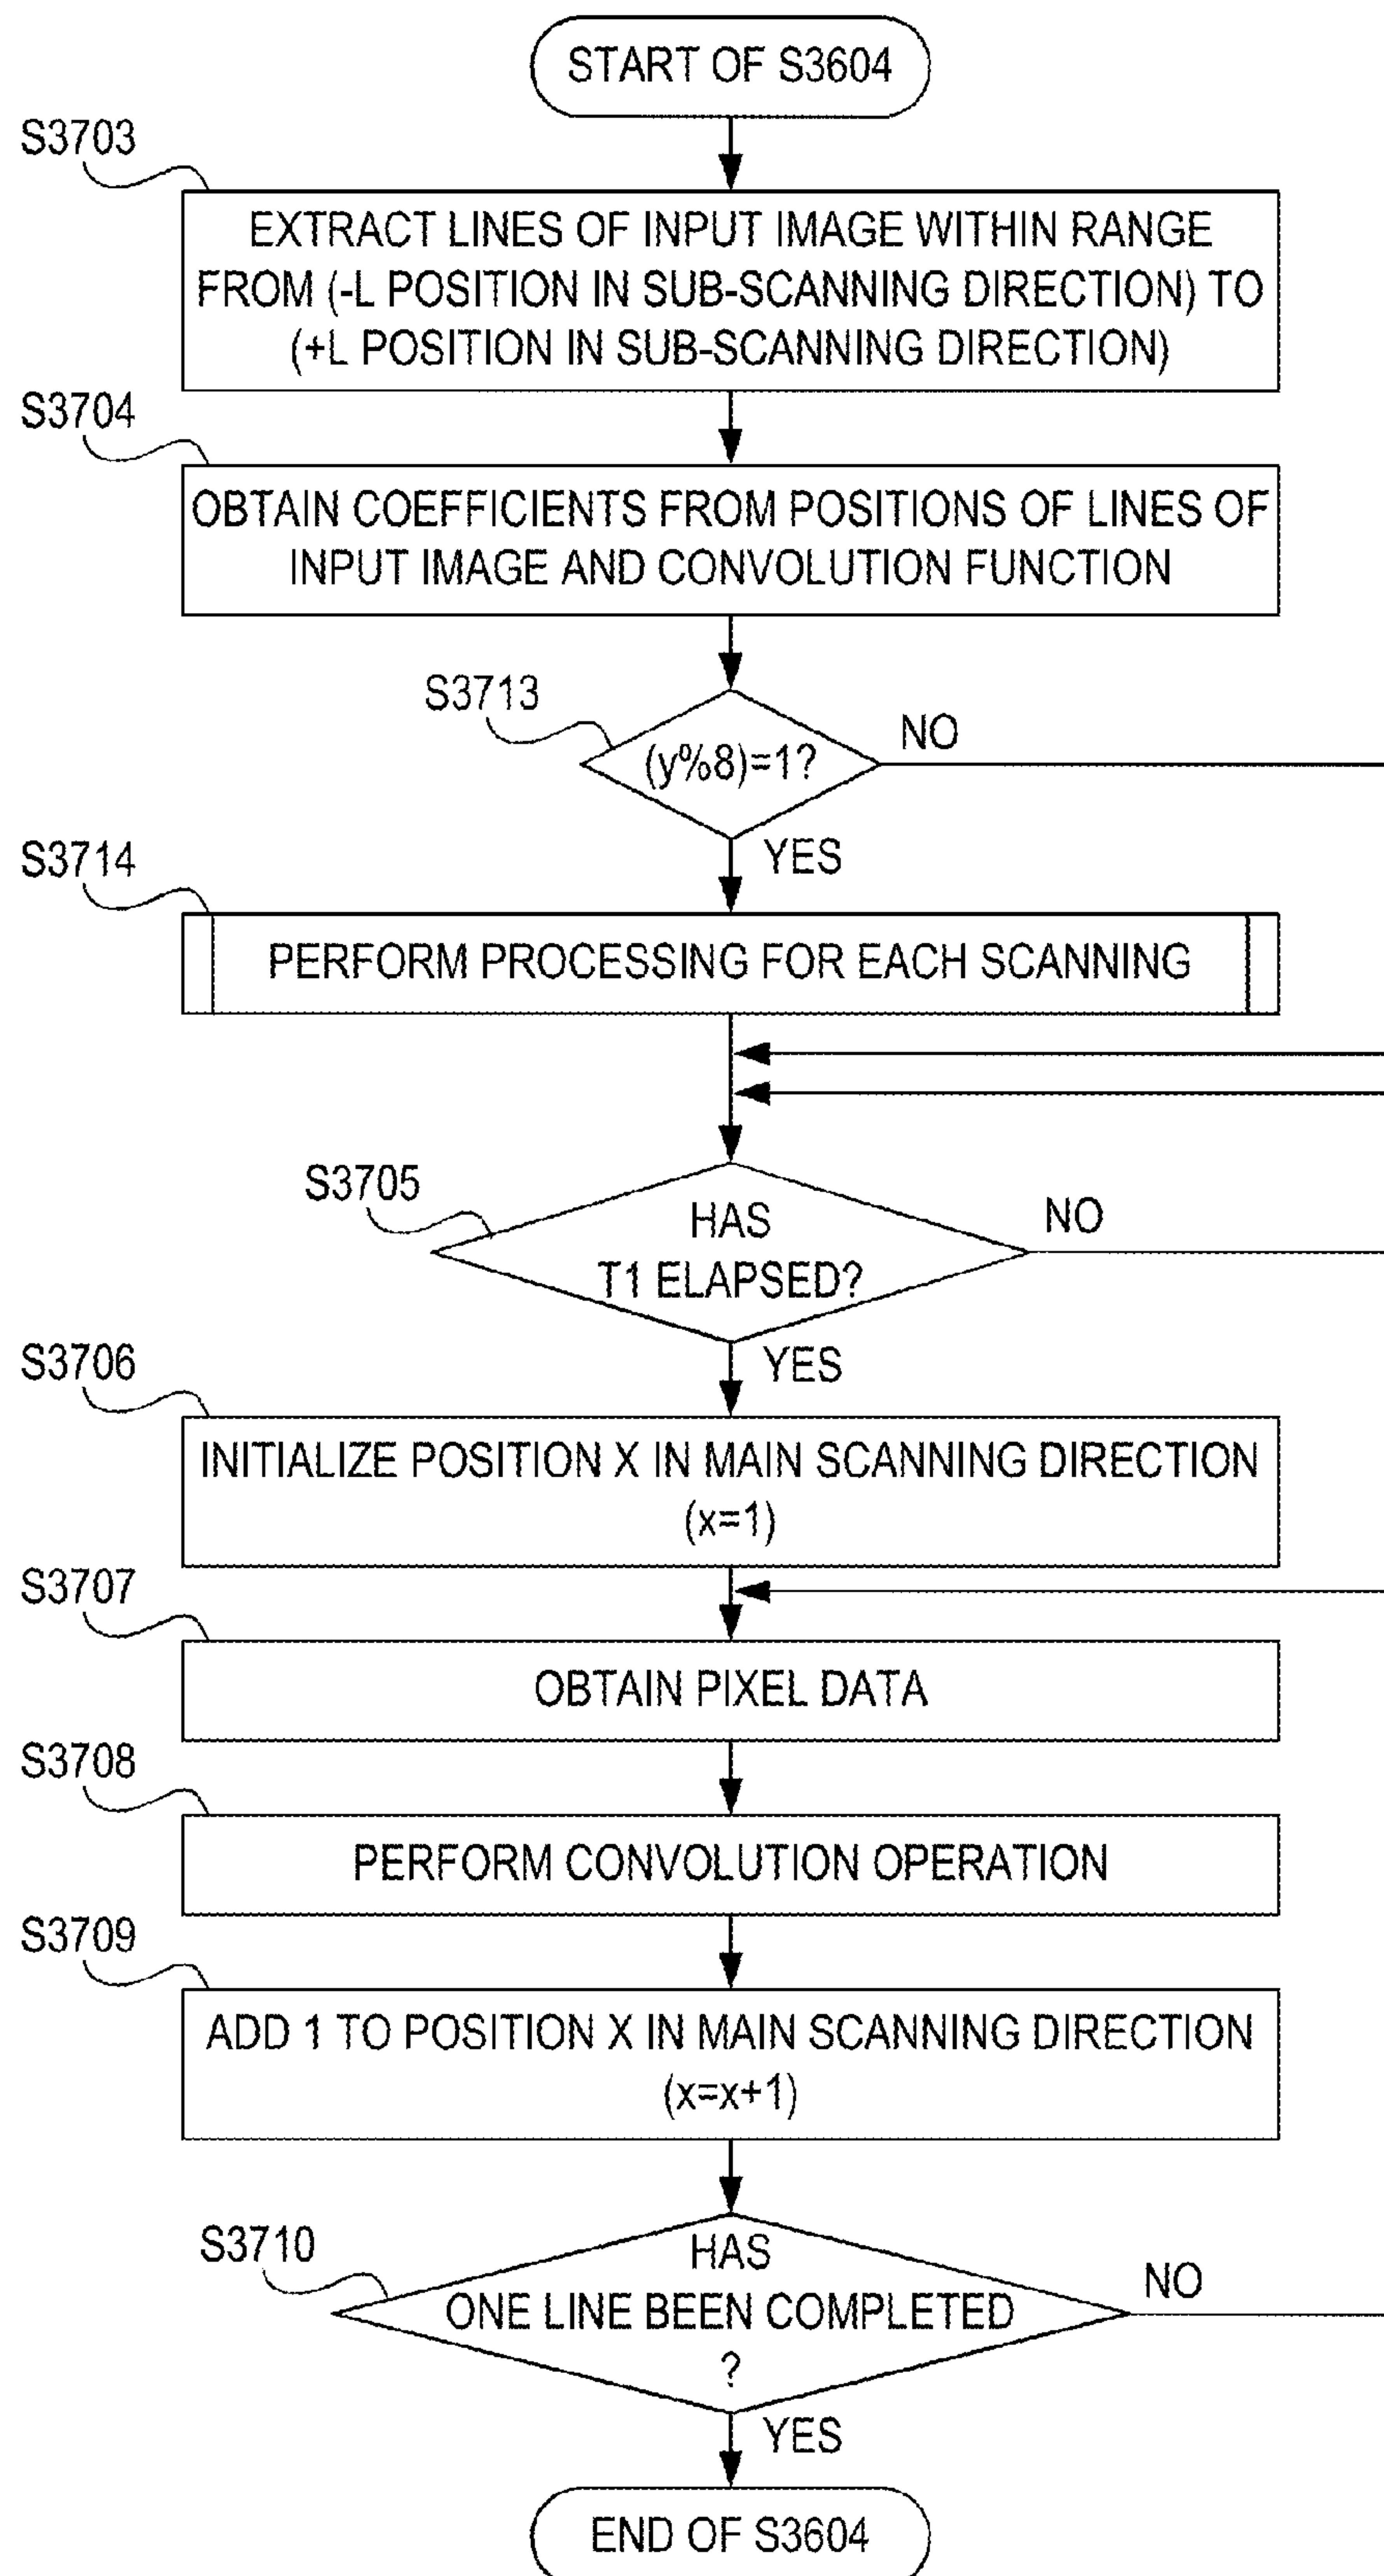 START OF S3604
S3703
EXTRACT LINES OF INPUT IMAGE WITHIN RANGE
FROM (-L POSITION IN SUB-SCANNING DIRECTION) TO
(+L POSITION IN SUB-SCANNING DIRECTION)
S3704
OBTAIN COEFFICIENTS FROM POSITIONS OF LINES OF
INPUT IMAGE AND CONVOLUTION FUNCTION
S3713
(y%8)=1?
NO
YES
S3714
PERFORM PROCESSING FOR EACH SCANNING
S3705
HAS
T1 ELAPSED?
NO
YES
S3706
INITIALIZE POSITION X IN MAIN SCANNING DIRECTION
(x=1)
S3707
OBTAIN PIXEL DATA
S3708
PERFORM CONVOLUTION OPERATION
S3709
ADD 1 TO POSITION X IN MAIN SCANNING DIRECTION
(x=x+1)
S3710
HAS
ONE LINE BEEN COMPLETED
?
NO
YES
END OF S3604